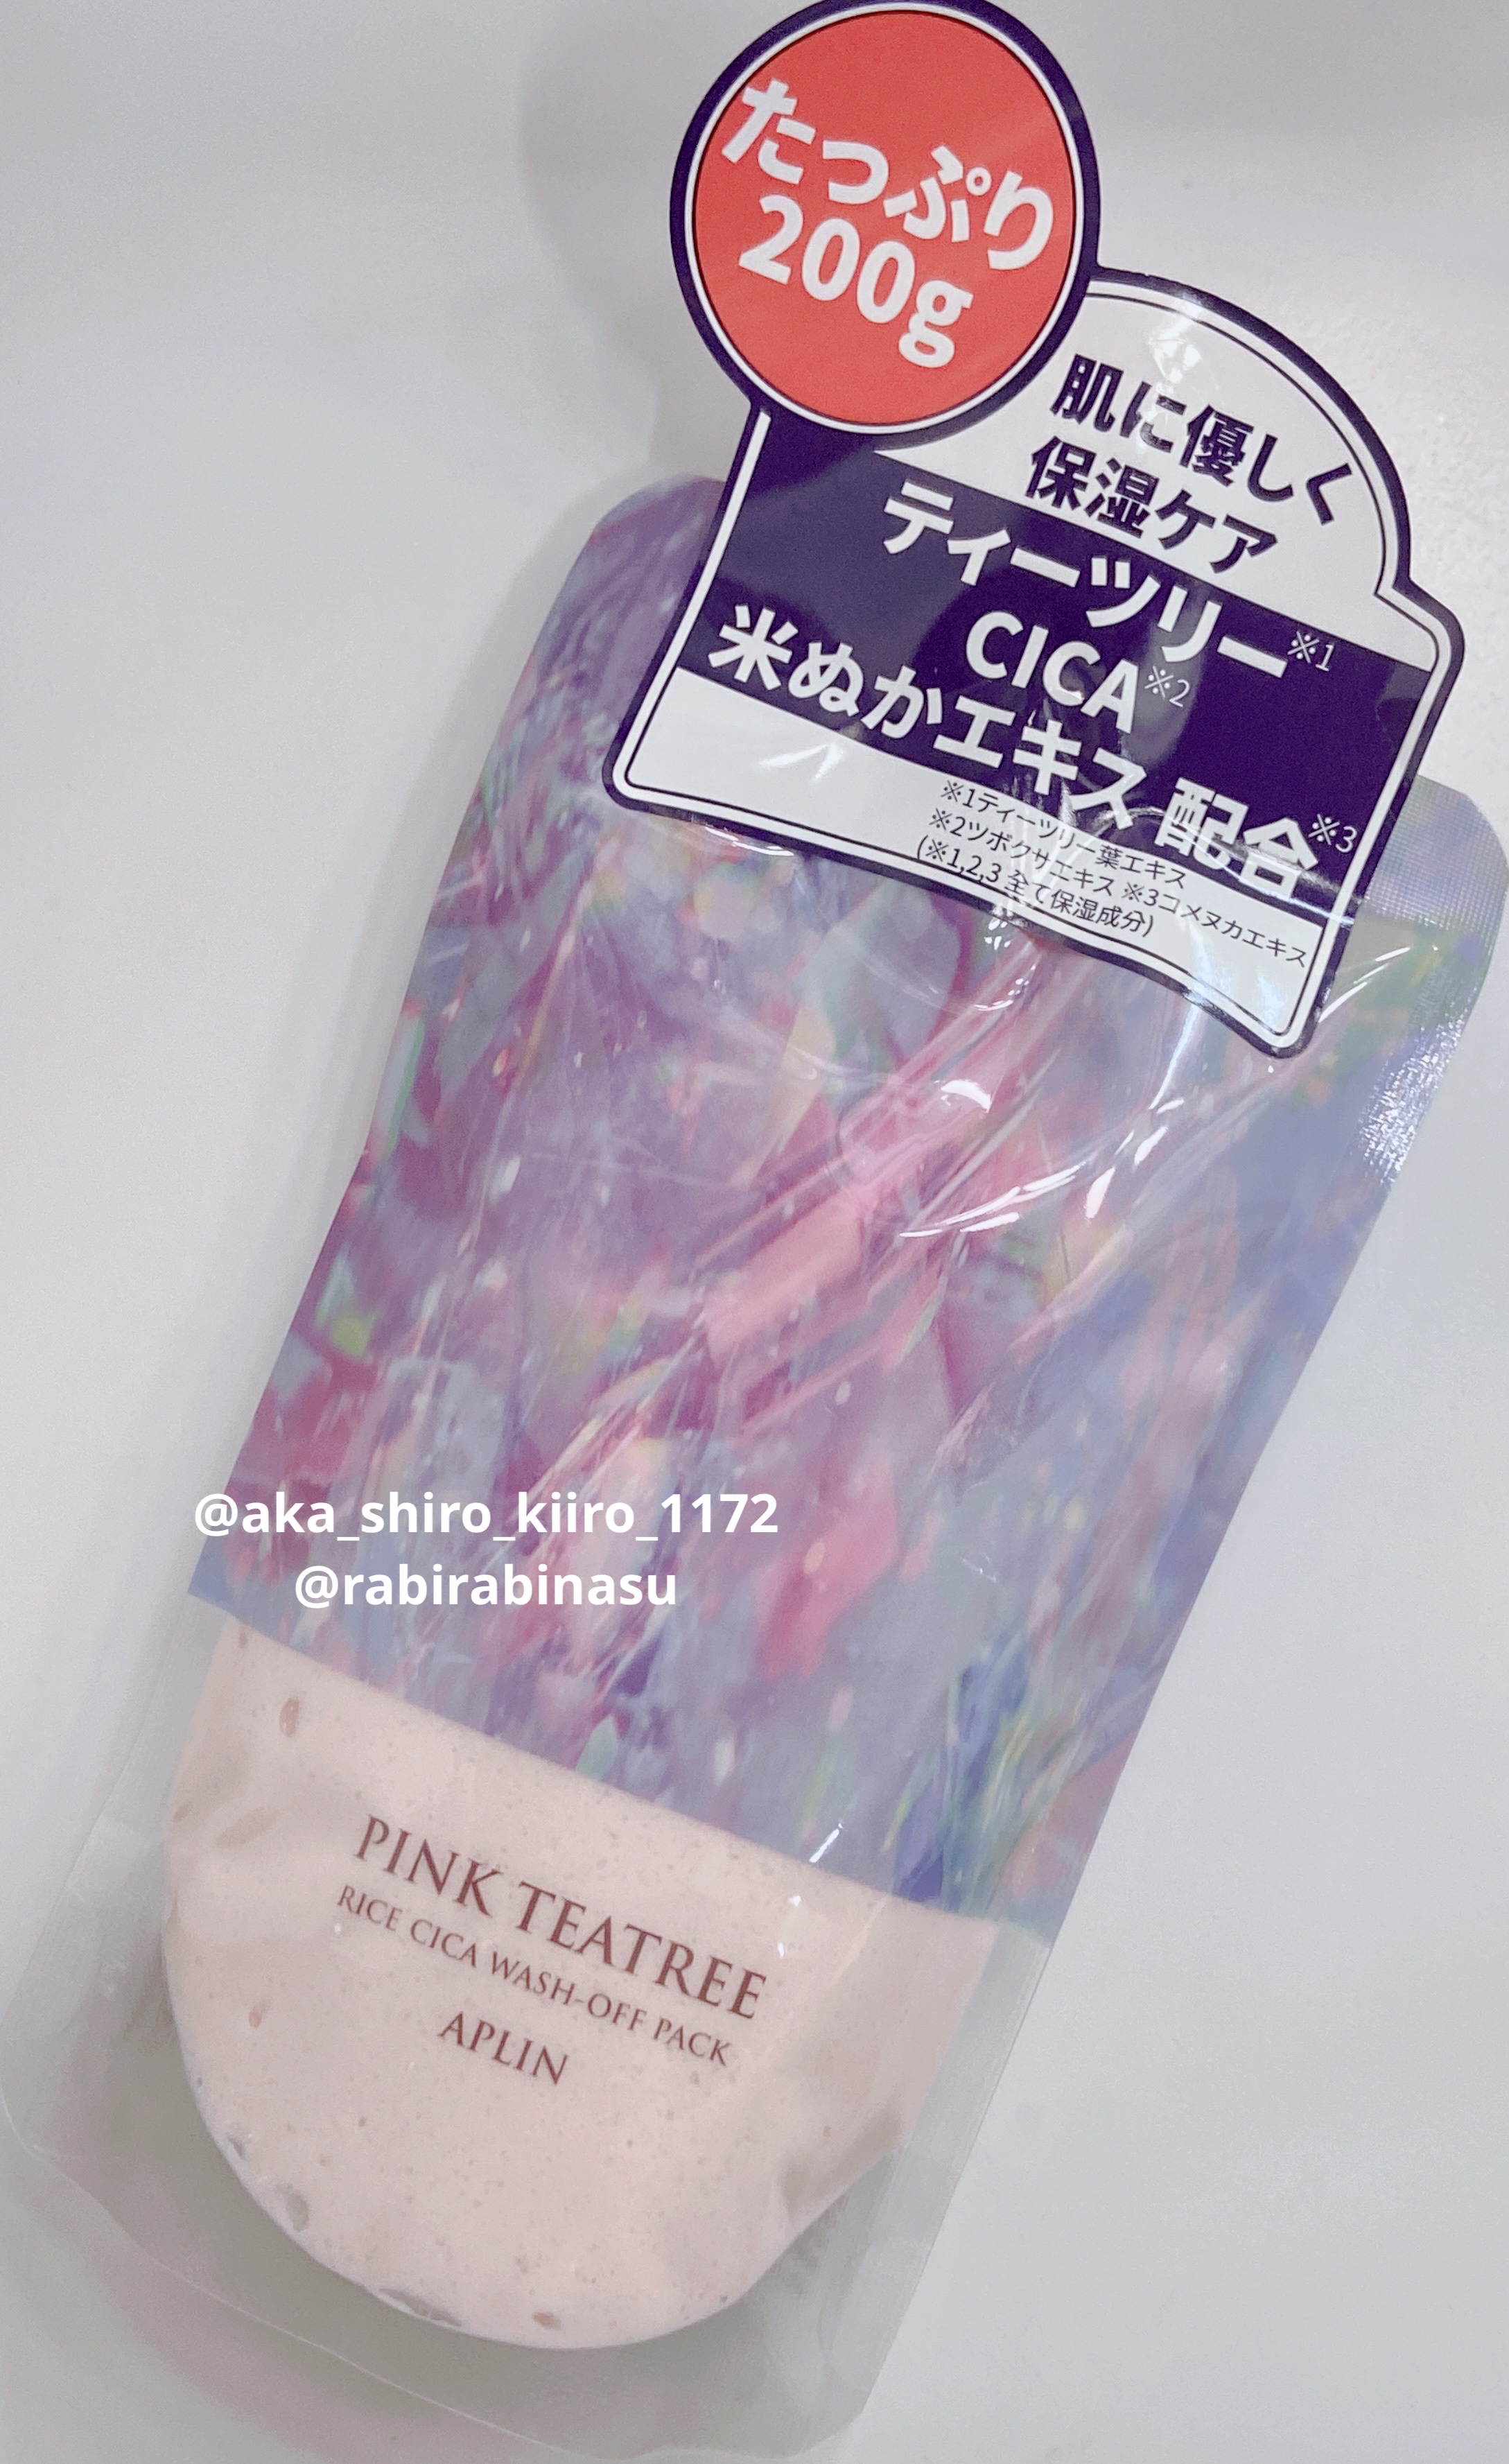 たっぷり
200g
肌に優しく
保湿ケア
ティーツリー※1
CICA※2
米ぬかエキス 配合※3
※1ティーツリー葉エキス
※2ツボクサエキス ※3コメヌカエキス
(※1,2,3 全て保湿成分)
@aka_shiro_kiiro_1172
@rabirabinasu
PINK TEATREE
RICE CICA WASH-OFF PACK
APLIN